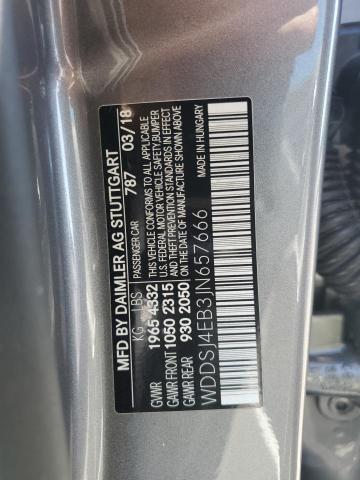 MFD BY DAIMLER AG STUTTGART
PASSENGER CAR 787 03/18
KG LBS
GVWR 1965 4332
GAWR FRONT 1050 2315
GAWR REAR 930 2050
THIS VEHICLE CONFORMS TO ALL APPLICABLE
U.S. FEDERAL MOTOR VEHICLE SAFETY BUMPER
AND THEFT PREVENTION STANDARDS IN EFFECT
ON THE DATE OF MANUFACTURE SHOWN ABOVE
MADE IN HUNGARY
WDDSJ4EB3JN657666